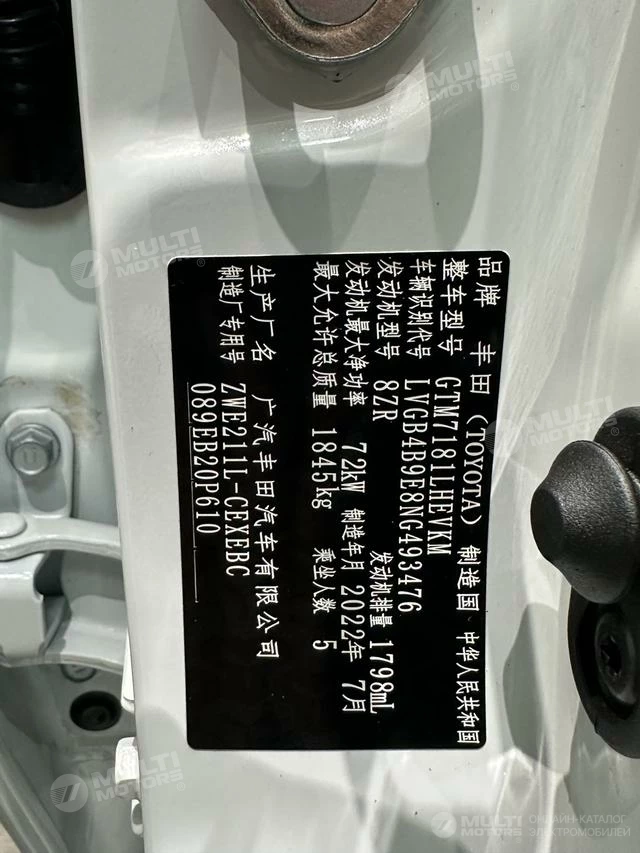 品牌 丰田 (TOYOTA) 制造国 中华人民共和国
整车型号 GTM7181LHEVKM
车辆识别代号 LVGB4B9E8NG493476
发动机型号 8ZR 发动机排量 1798mL
发动机最大净功率 72kW 制造年月 2022年 7月
最大允许总质量 1845kg 乘坐人数 5
生产厂名 广汽丰田汽车有限公司
制造厂专用号 ZWE211L-CEXEBC
089EB20P610
MULTI MOTORS®
MULTI MOTORS®
MULTI MOTORS®
MULTI MOTORS
ОНЛАЙН-КАТАЛОГ
ЭЛЕКТРОМОБИЛЕЙ